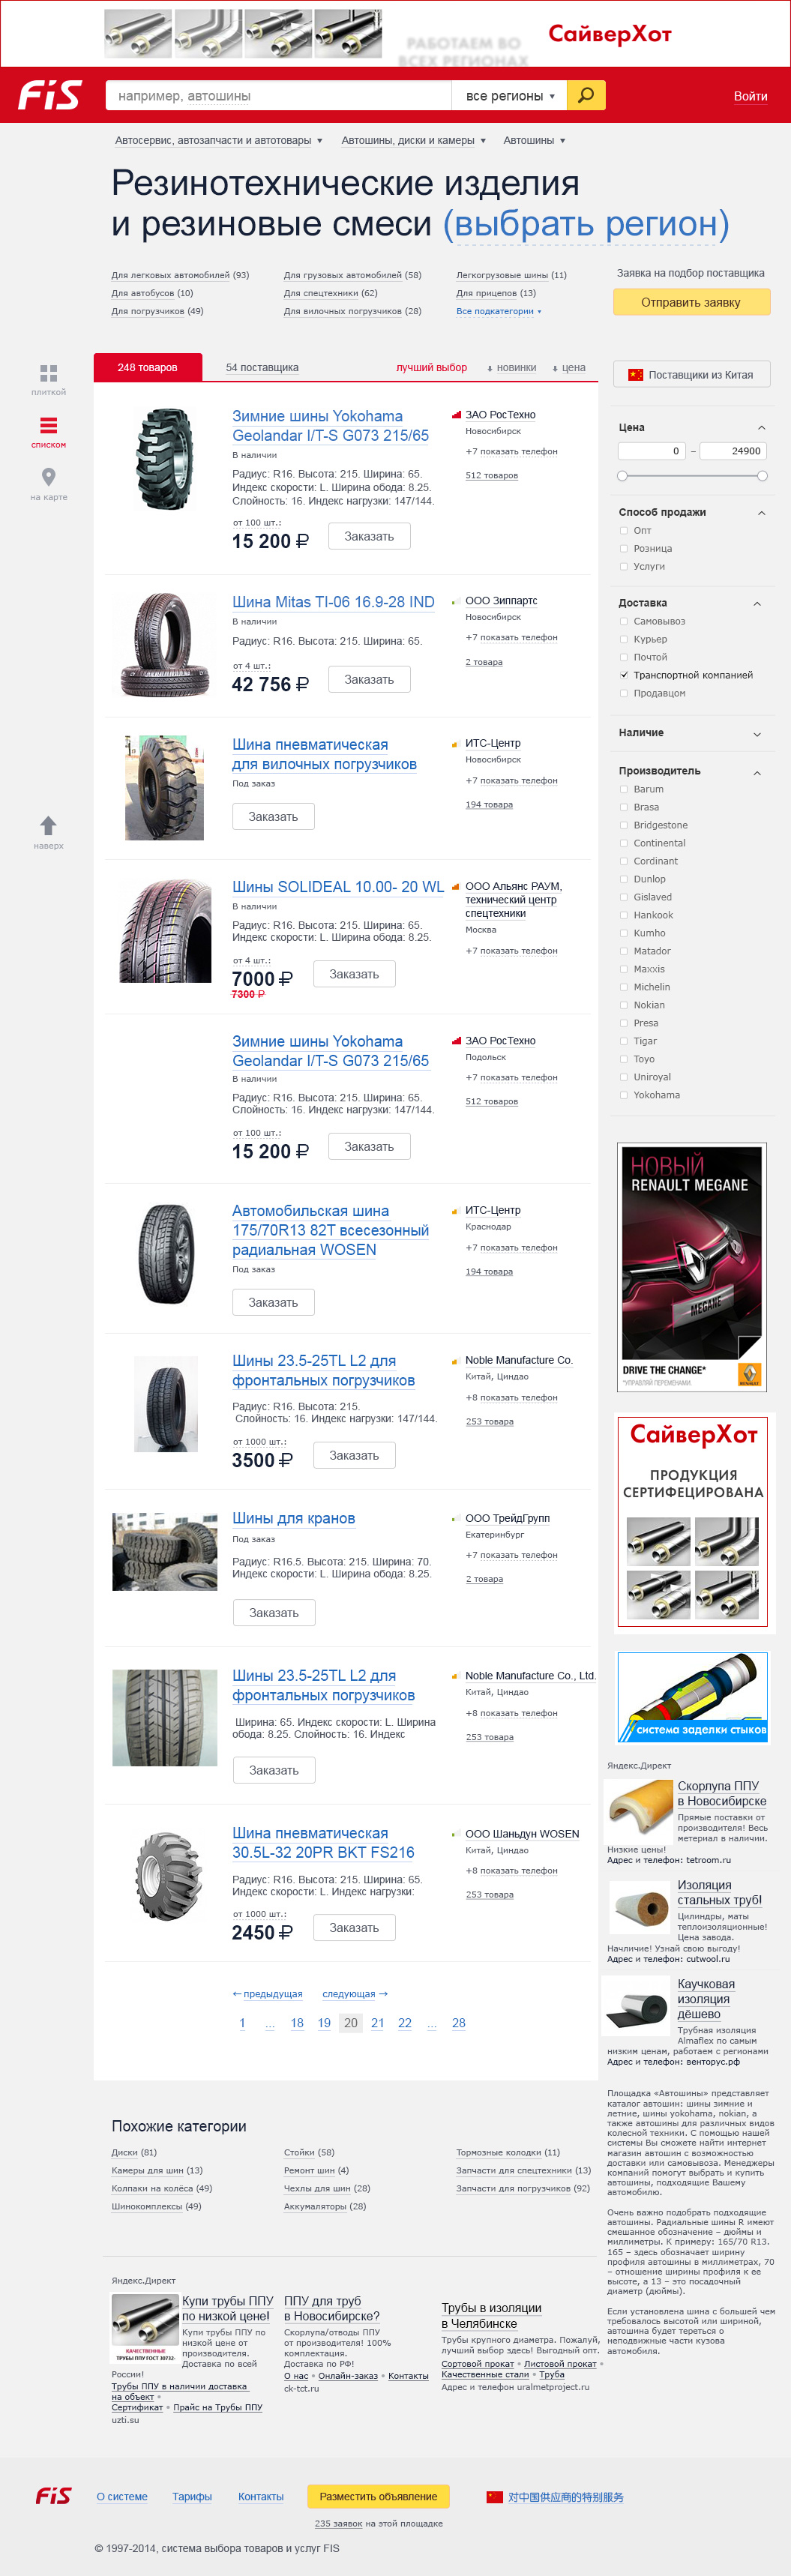 РАБОТАЕМ ВО
ВСЕХ РЕГИОНАХ
СайверХот
FiS
например, автошины
все регионы
Войти
Автосервис, автозапчасти и автотовары
Автошины, диски и камеры
Автошины
Резинотехнические изделия
и резиновые смеси (выбрать регион)
Для легковых автомобилей (93)
Для грузовых автомобилей (58)
Легкогрузовые шины (11)
Для автобусов (10)
Для спецтехники (62)
Для прицепов (13)
Для погрузчиков (49)
Для вилочных погрузчиков (28)
Все подкатегории
Заявка на подбор поставщика
Отправить заявку
плиткой
списком
на карте
наверх
248 товаров
54 поставщика
лучший выбор
новинки
цена
Зимние шины Yokohama
Geolandar I/T-S G073 215/65
В наличии
Радиус: R16. Высота: 215. Ширина: 65.
Индекс скорости: L. Ширина обода: 8.25.
Слойность: 16. Индекс нагрузки: 147/144.
от 100 шт.:
15 200 ₽
Заказать
ЗАО РосТехно
Новосибирск
+7 показать телефон
512 товаров
Шина Mitas TI-06 16.9-28 IND
В наличии
Радиус: R16. Высота: 215. Ширина: 65.
от 4 шт.:
42 756 ₽
Заказать
ООО Зиппартс
Новосибирск
+7 показать телефон
2 товара
Шина пневматическая
для вилочных погрузчиков
Под заказ
Заказать
ИТС-Центр
Новосибирск
+7 показать телефон
194 товара
Шины SOLIDEAL 10.00- 20 WL
В наличии
Радиус: R16. Высота: 215. Ширина: 65.
Индекс скорости: L. Ширина обода: 8.25.
от 4 шт.:
7000 ₽
7300 ₽
Заказать
ООО Альянс РАУМ,
технический центр
спецтехники
Москва
+7 показать телефон
Зимние шины Yokohama
Geolandar I/T-S G073 215/65
В наличии
Радиус: R16. Высота: 215. Ширина: 65.
Слойность: 16. Индекс нагрузки: 147/144.
от 100 шт.:
15 200 ₽
Заказать
ЗАО РосТехно
Подольск
+7 показать телефон
512 товаров
Автомобильская шина
175/70R13 82T всесезонный
радиальная WOSEN
Под заказ
Заказать
ИТС-Центр
Краснодар
+7 показать телефон
194 товара
Шины 23.5-25TL L2 для
фронтальных погрузчиков
Радиус: R16. Высота: 215.
Слойность: 16. Индекс нагрузки: 147/144.
от 1000 шт.:
3500 ₽
Заказать
Noble Manufacture Co.
Китай, Циндао
+8 показать телефон
253 товара
Шины для кранов
Под заказ
Радиус: R16.5. Высота: 215. Ширина: 70.
Индекс скорости: L. Ширина обода: 8.25.
Заказать
ООО ТрейдГрупп
Екатеринбург
+7 показать телефон
2 товара
Шины 23.5-25TL L2 для
фронтальных погрузчиков
Ширина: 65. Индекс скорости: L. Ширина
обода: 8.25. Слойность: 16. Индекс
Заказать
Noble Manufacture Co., Ltd.
Китай, Циндао
+8 показать телефон
253 товара
Шина пневматическая
30.5L-32 20PR BKT FS216
Радиус: R16. Высота: 215. Ширина: 65.
Индекс скорости: L. Индекс нагрузки:
от 1000 шт.:
2450 ₽
Заказать
ООО Шаньдун WOSEN
Китай, Циндао
+8 показать телефон
253 товара
← предыдущая
следующая →
1 ... 18 19 20 21 22 ... 28
Поставщики из Китая
Цена
0 – 24900
Способ продажи
Опт
Розница
Услуги
Доставка
Самовывоз
Курьер
Почтой
Транспортной компанией
Продавцом
Наличие
Производитель
Barum
Brasa
Bridgestone
Continental
Cordinant
Dunlop
Gislaved
Hankook
Kumho
Matador
Maxxis
Michelin
Nokian
Presa
Tigar
Toyo
Uniroyal
Yokohama
НОВЫЙ
RENAULT MEGANE
MEGANE
DRIVE THE CHANGE*
*УПРАВЛЯЙ ПЕРЕМЕНАМИ.
RENAULT
СайверХот
ПРОДУКЦИЯ
СЕРТИФЕЦИРОВАНА
система заделки стыков
Яндекс.Директ
Скорлупа ППУ
в Новосибирске
Прямые поставки от
производителя! Весь
метериал в наличии.
Низкие цены!
Адрес и телефон: tetroom.ru
Изоляция
стальных труб!
Цилиндры, маты
теплоизоляционные!
Цена завода.
Начличие! Узнай свою выгоду!
Адрес и телефон: cutwool.ru
Каучковая
изоляция
дёшево
Трубная изоляция
Almaflex по самым
низким ценам, работаем с регионами
Адрес и телефон: венторус.рф
Площадка «Автошины» представляет
каталог автошин: шины зимние и
летние, шины yokohama, nokian, а
также автошины для различных видов
колесной техники. С помощью нашей
системы Вы сможете найти интернет
магазин автошин с возможностью
доставки или самовывоза. Менеджеры
компаний помогут выбрать и купить
автошины, подходящие Вашему
автомобилю.
Очень важно подобрать подходящие
автошины. Радиальные шины R имеют
смешанное обозначение – дюймы и
миллиметры. К примеру: 165/70 R13.
165 – здесь обозначает ширину
профиля автошины в миллиметрах, 70
– отношение ширины профиля к ее
высоте, а 13 – это посадочный
диаметр (дюймы).
Если установлена шина с большей чем
требовалось высотой или шириной,
автошина будет тереться о
неподвижные части кузова
автомобиля.
Похожие категории
Диски (81)
Стойки (58)
Тормозные колодки (11)
Камеры для шин (13)
Ремонт шин (4)
Запчасти для спецтехники (13)
Колпаки на колёса (49)
Чехлы для шин (28)
Запчасти для погрузчиков (92)
Шинокомплексы (49)
Аккумаляторы (28)
Яндекс.Директ
КАЧЕСТВЕННЫЕ
ТРУБЫ ППУ ГОСТ 30732-
Купи трубы ППУ
по низкой цене!
Купи трубы ППУ по
низкой цене от
производителя.
Доставка по всей
России!
Трубы ППУ в наличии доставка
на объект •
Сертификат • Прайс на Трубы ППУ
uzti.su
ППУ для труб
в Новосибирске?
Скорлупа/отводы ППУ
от производителя! 100%
комплектация.
Доставка по РФ!
О нас • Онлайн-заказ • Контакты
ck-tct.ru
Трубы в изоляции
в Челябинске
Трубы крупного диаметра. Пожалуй,
лучший выбор здесь! Выгодный опт.
Сортовой прокат • Листовой прокат •
Качественные стали • Труба
Адрес и телефон uralmetproject.ru
FiS
О системе
Тарифы
Контакты
Разместить объявление
对中国供应商的特别服务
235 заявок на этой площадке
© 1997-2014, система выбора товаров и услуг FIS